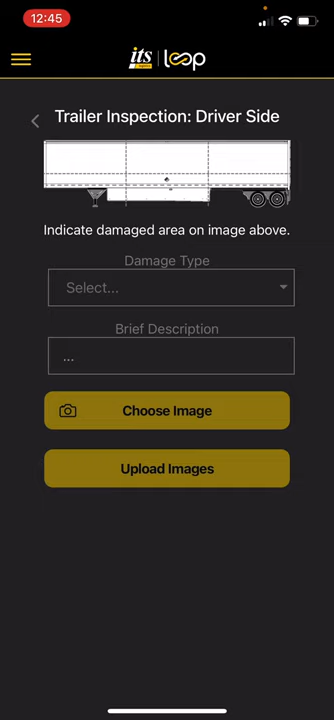 12:45
its loop
Trailer Inspection: Driver Side
Indicate damaged area on image above.
Damage Type
Select...
Brief Description
...
Choose Image
Upload Images